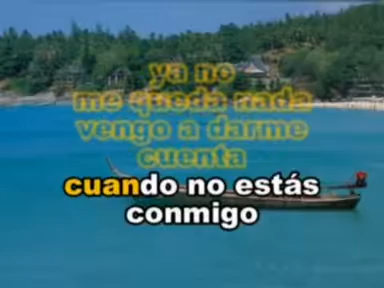 ya no
me queda nada
vengo a darme
cuenta
cuando no estás
conmigo